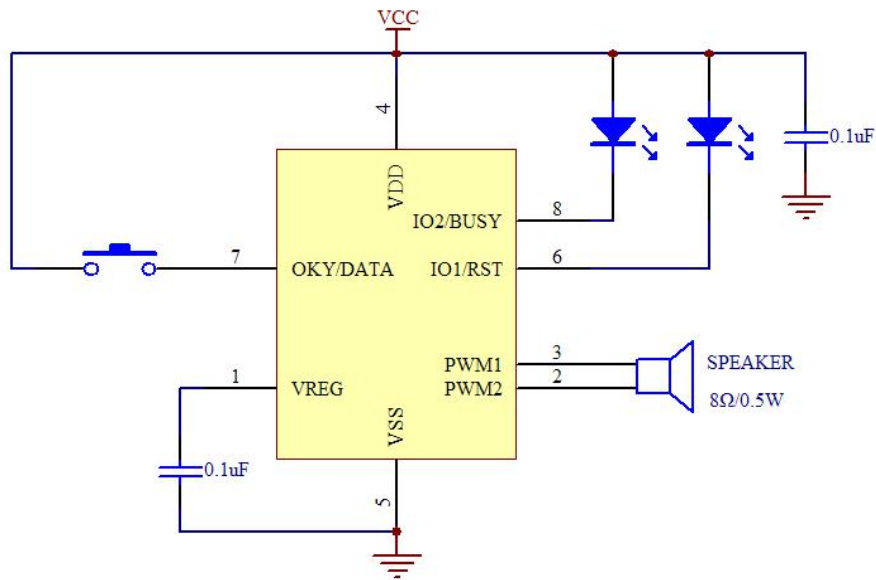 VCC
4
VDD
0.1uF
IO2/BUSY
8
7
OKY/DATA
IO1/RST
6
PWM1
3
SPEAKER
1
VREG
PWM2
2
8Ω/0.5W
VSS
0.1uF
5